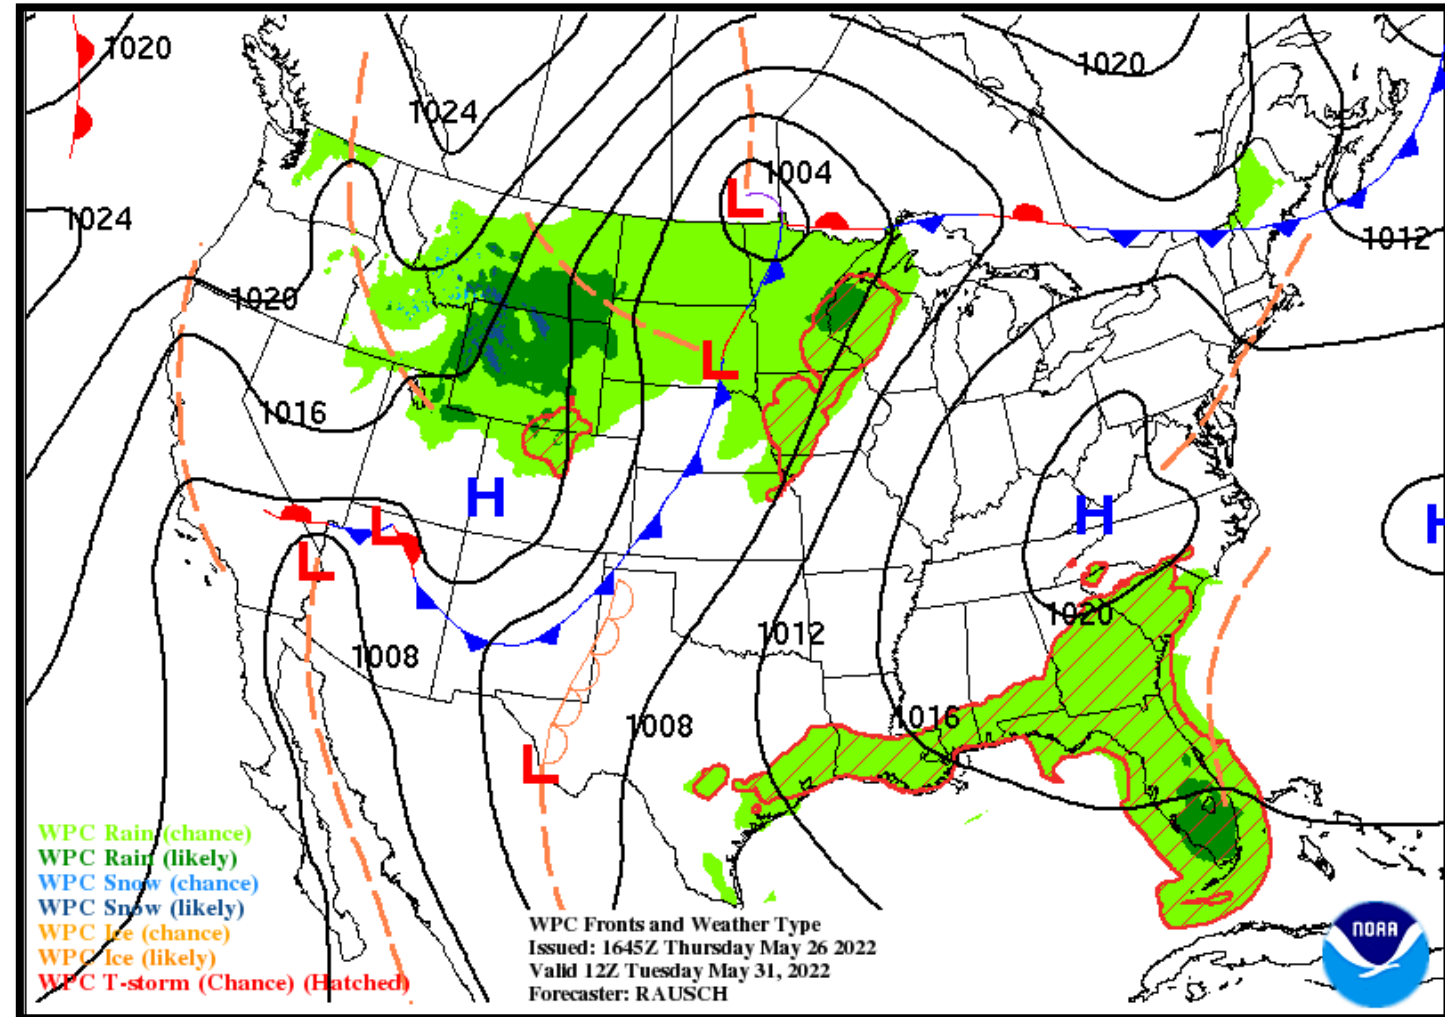 1020
1020
1024
1004
L
1024
1012
1020
L
1016
H
H
H
L
L
1020
1012
1008
1016
1008
L
WPC Rain (chance)
WPC Rain (likely)
WPC Snow (chance)
WPC Snow (likely)
WPC Ice (chance)
WPC Ice (likely)
WPC T-storm (Chance) (Hatched)
WPC Fronts and Weather Type
Issued: 1645Z Thursday May 26 2022
Valid 12Z Tuesday May 31, 2022
Forecaster: RAUSCH
NOAA